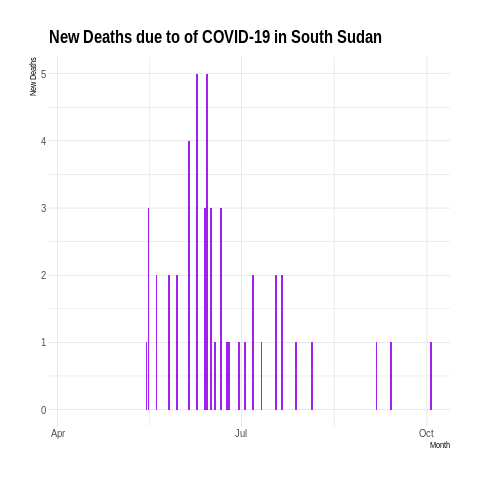 New Deaths due to of COVID-19 in South Sudan
New Deaths
5
4
3
2
1
0
Apr
Jul
Oct
Month